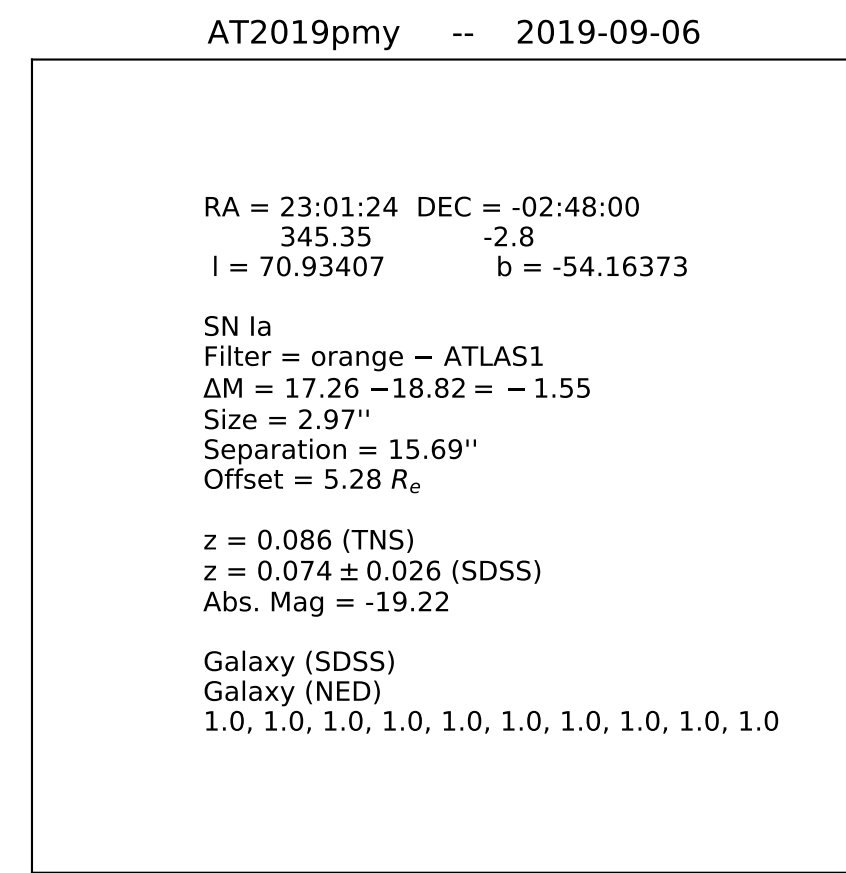 AT2019pmy -- 2019-09-06
RA = 23:01:24 DEC = -02:48:00
345.35 -2.8
l = 70.93407 b = -54.16373
SN Ia
Filter = orange − ATLAS1
ΔM = 17.26 −18.82 = − 1.55
Size = 2.97''
Separation = 15.69''
Offset = 5.28 Re
z = 0.086 (TNS)
z = 0.074 ± 0.026 (SDSS)
Abs. Mag = -19.22
Galaxy (SDSS)
Galaxy (NED)
1.0, 1.0, 1.0, 1.0, 1.0, 1.0, 1.0, 1.0, 1.0, 1.0